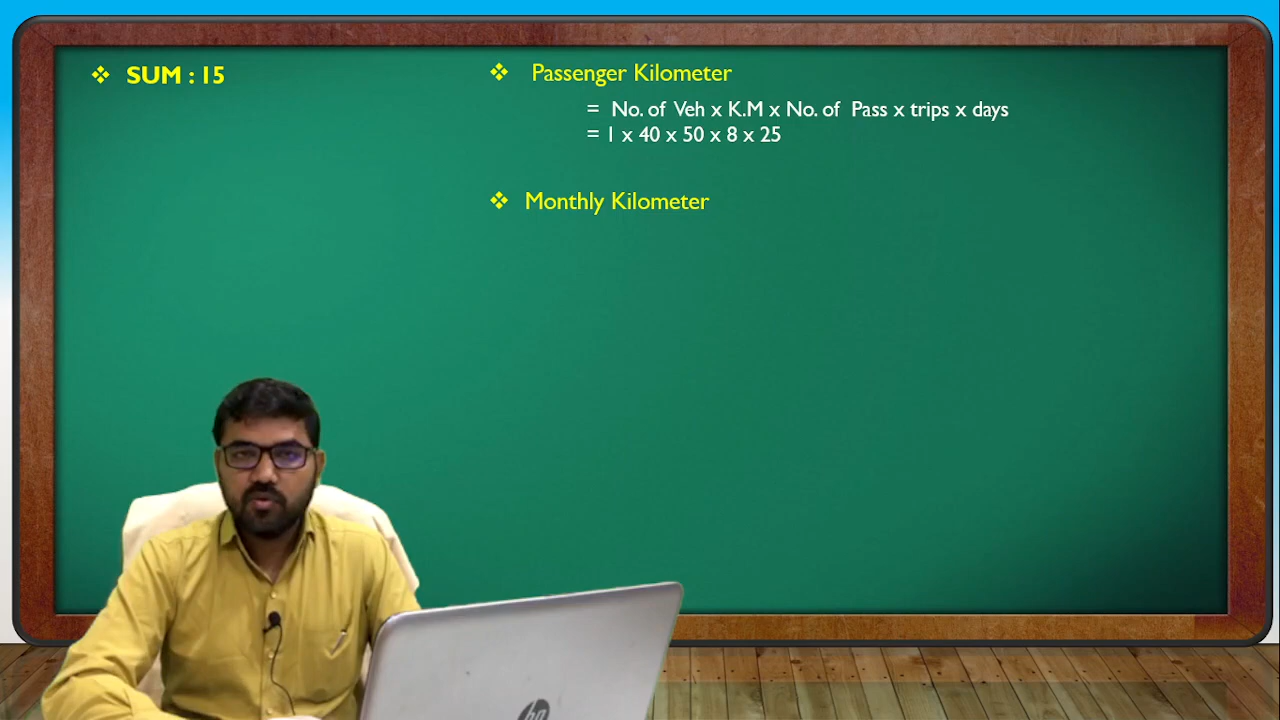 ❖ SUM : 15
❖ Passenger Kilometer
= No. of Veh x K.M x No. of Pass x trips x days
= 1 x 40 x 50 x 8 x 25
❖ Monthly Kilometer
hp